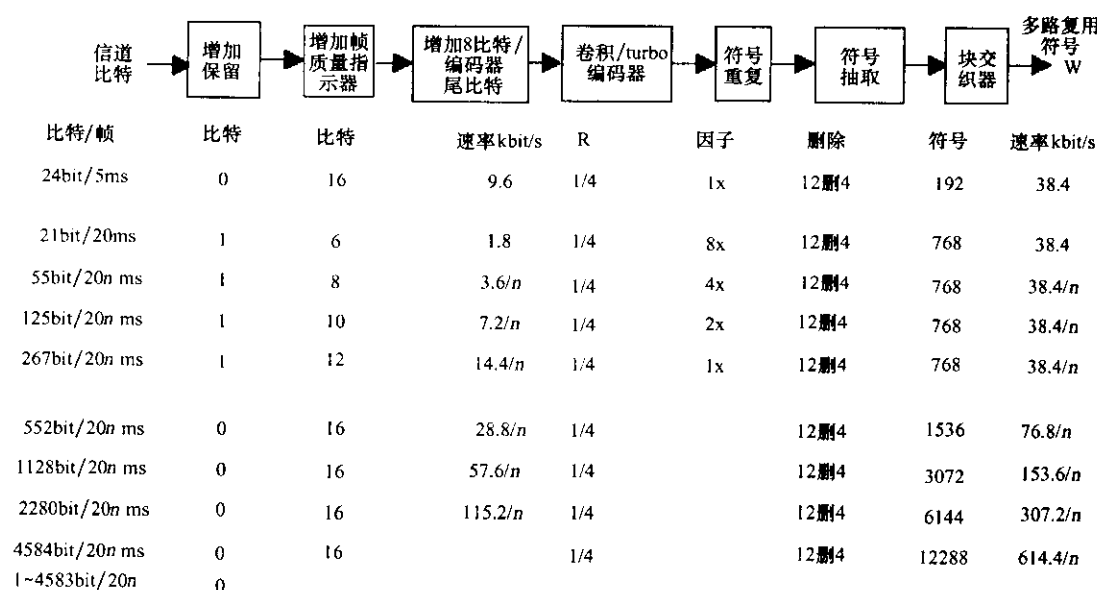 信道
比特
增加
保留
增加帧
质量指
示器
增加8比特/
编码器
尾比特
卷积/turbo
编码器
符号
重复
符号
抽取
块交
织器
多路复用
符号
W
比特/帧 比特 比特 速率kbit/s R 因子 删除 符号 速率kbit/s
24bit/5ms 0 16 9.6 1/4 1x 12删4 192 38.4
21bit/20ms 1 6 1.8 1/4 8x 12删4 768 38.4
55bit/20n ms 1 8 3.6/n 1/4 4x 12删4 768 38.4/n
125bit/20n ms 1 10 7.2/n 1/4 2x 12删4 768 38.4/n
267bit/20n ms 1 12 14.4/n 1/4 1x 12删4 768 38.4/n
552bit/20n ms 0 16 28.8/n 1/4 12删4 1536 76.8/n
1128bit/20n ms 0 16 57.6/n 1/4 12删4 3072 153.6/n
2280bit/20n ms 0 16 115.2/n 1/4 12删4 6144 307.2/n
4584bit/20n ms 0 16 1/4 12删4 12288 614.4/n
1~4583bit/20n 0